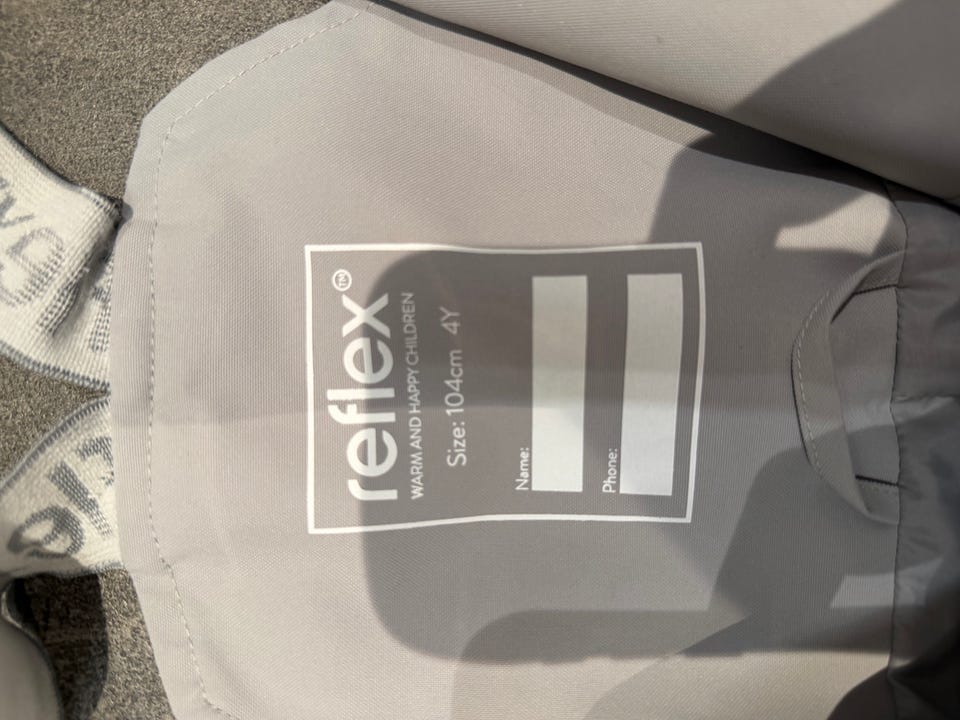 reflex™
WARM AND HAPPY CHILDREN
Size: 104cm 4Y
Name:
Phone: